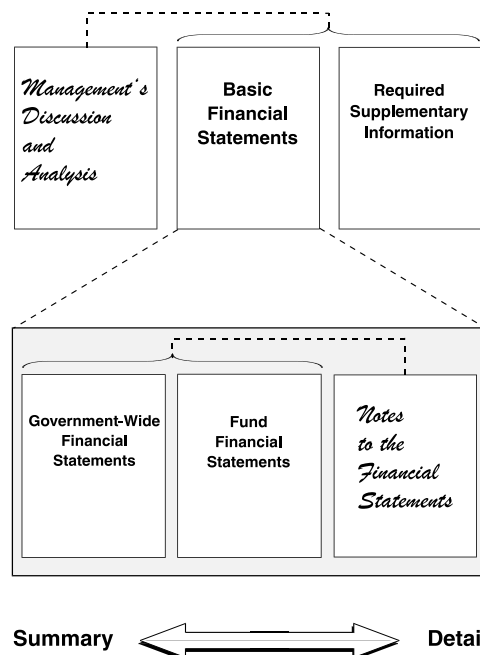 Management's
Discussion
and
Analysis
Basic
Financial
Statements
Required
Supplementary
Information
Government-Wide
Financial
Statements
Fund
Financial
Statements
Notes
to the
Financial
Statements
Summary
Detai